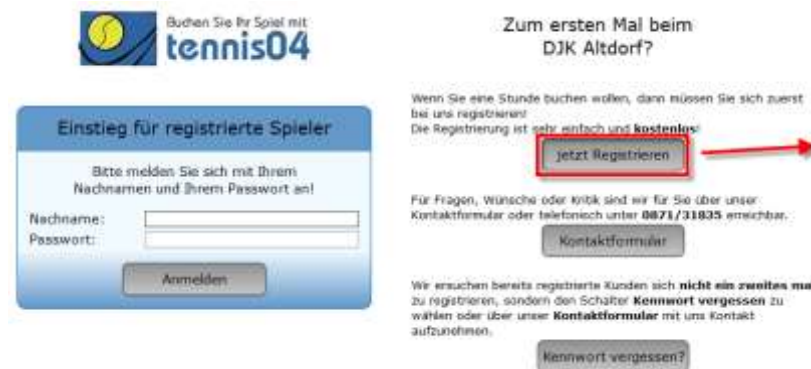 Buchen Sie Ihr Spiel mit
tennis04
Einstieg für registrierte Spieler
Bitte melden Sie sich mit Ihrem
Nachnamen und Ihrem Passwort an!
Nachname:
Passwort:
Anmelden
Zum ersten Mal beim
DJK Altdorf?
Wenn Sie eine Stunde buchen wollen, dann müssen Sie sich zuerst
bei uns registrieren!
Die Registrierung ist sehr einfach und kostenlos!
jetzt Registrieren
Für Fragen, Wünsche oder Kritik sind wir für Sie über unser
Kontaktformular oder telefonisch unter 0871/31835 erreichbar.
Kontaktformular
Wir ersuchen bereits registrierte Kunden sich nicht ein zweites ma
zu registrieren, sondern den Schalter Kennwort vergessen zu
wählen oder über unser Kontaktformular mit uns Kontakt
aufzunehmen.
Kennwort vergessen?